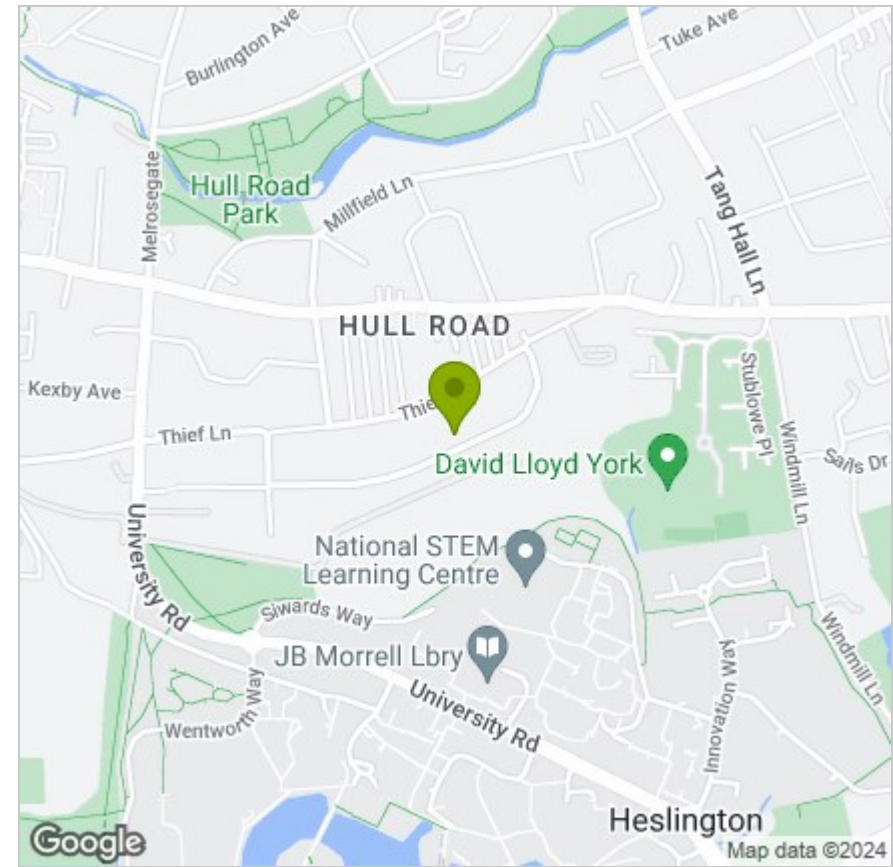 Burlington Ave
Tuke Ave
Hull Road
Park
Millfield Ln
Melrosegate
Tang Hall Ln
HULL ROAD
Kexby Ave
Thief Ln
Stublowe Pl
David Lloyd York
Windmill Ln
Sails Dr
University Rd
National STEM
Learning Centre
Siwards Way
JB Morrell Lbry
Wentworth Way
University Rd
Innovation Way
Windmill Ln
Heslington
Google
Map data ©2024